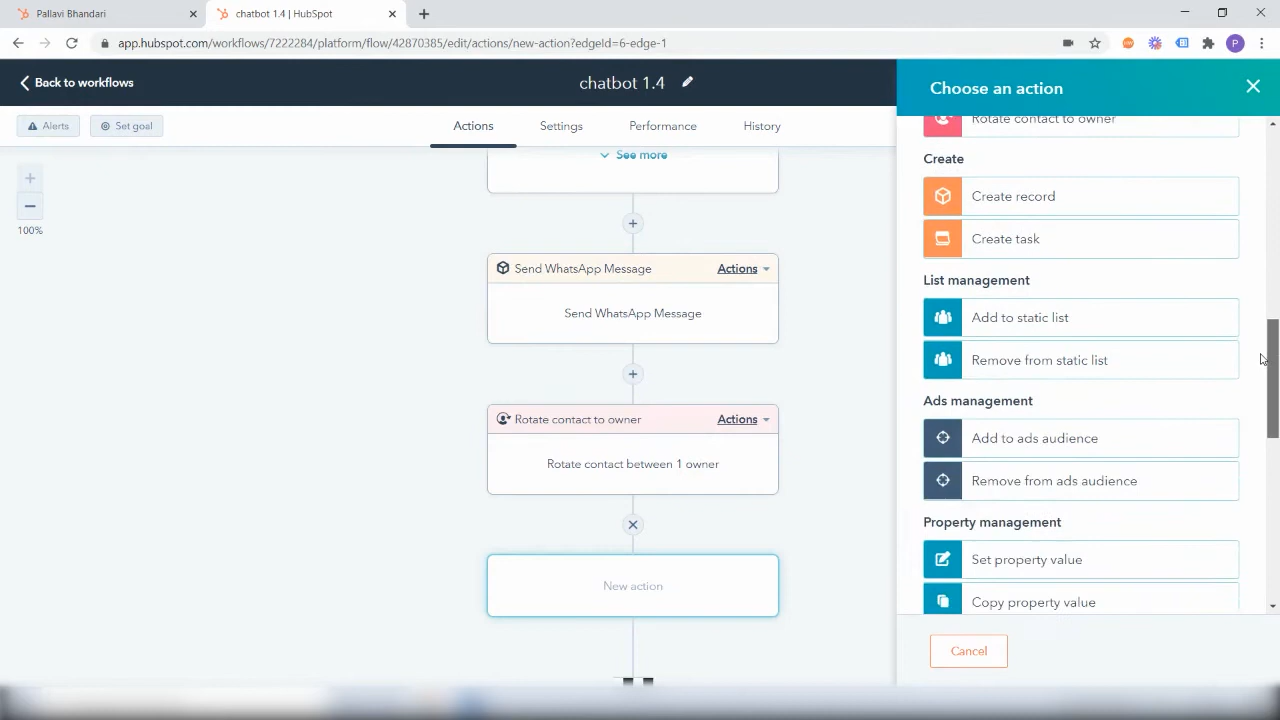 Pallavi Bhandari
chatbot 1.4 | HubSpot
app.hubspot.com/workflows/7222284/platform/flow/42870385/edit/actions/new-action?edgeId=6-edge-1
P
Back to workflows
chatbot 1.4
Alerts
Set goal
Actions
Settings
Performance
History
100%
See more
Send WhatsApp Message
Actions
Send WhatsApp Message
Rotate contact to owner
Actions
Rotate contact between 1 owner
New action
Choose an action
Rotate contact to owner
Create
Create record
Create task
List management
Add to static list
Remove from static list
Ads management
Add to ads audience
Remove from ads audience
Property management
Set property value
Copy property value
Cancel